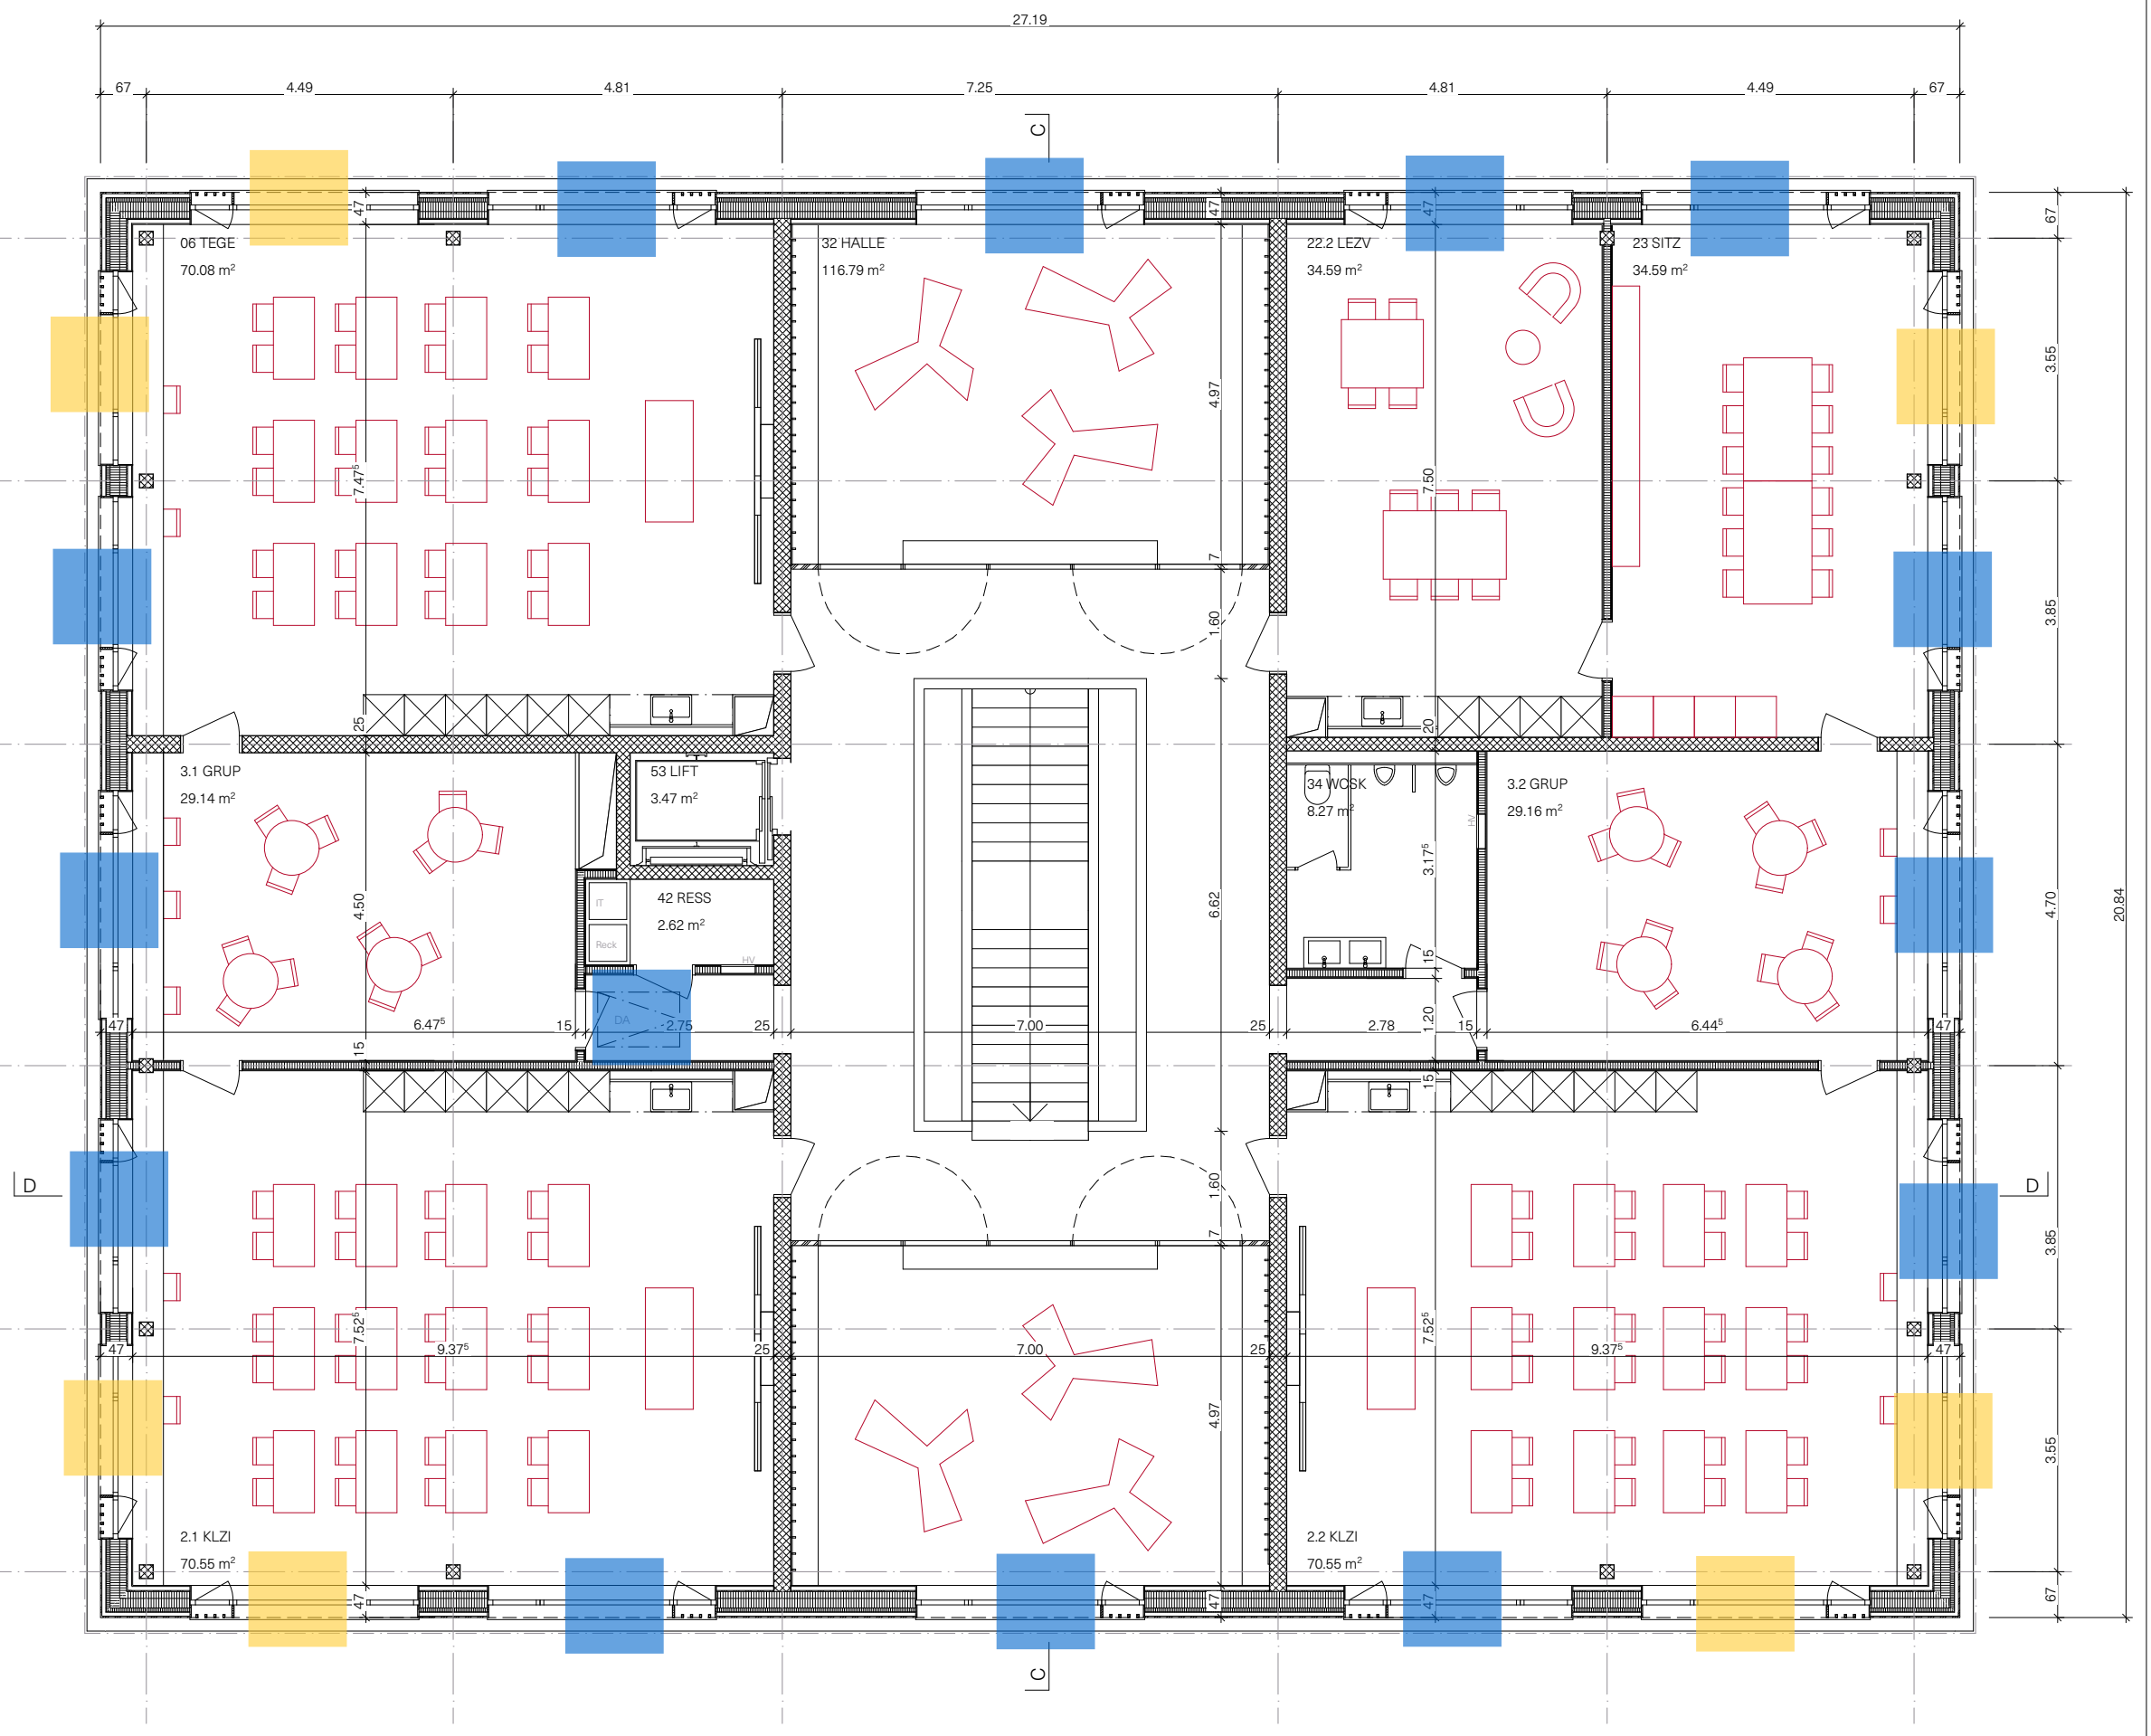 27.19
67 4.49 4.81 7.25 4.81 4.49 67
C
47 47 47 67
06 TEGE
70.08 m²
32 HALLE
116.79 m²
22.2 LEZV
34.59 m²
23 SITZ
34.59 m²
3.55
4.97
7.47⁵
7.50
7
1.60
3.85
25
20
3.1 GRUP
29.14 m²
53 LIFT
3.47 m²
34 WCSK
8.27 m²
3.2 GRUP
29.16 m²
HV
3.17⁵
42 RESS
2.62 m²
IT
Reck
HV
4.50
6.62
4.70
20.84
15
DA
1.20
47 6.47⁵ 15 2.75 25 7.00 25 2.78 15 6.44⁵ 47
15
15
D
D
1.60
7
3.85
7.52⁵
7.52⁵
47 9.37⁵ 25 7.00 25 9.37⁵ 47
4.97
3.55
2.1 KLZI
70.55 m²
2.2 KLZI
70.55 m²
47 47 47 67
C